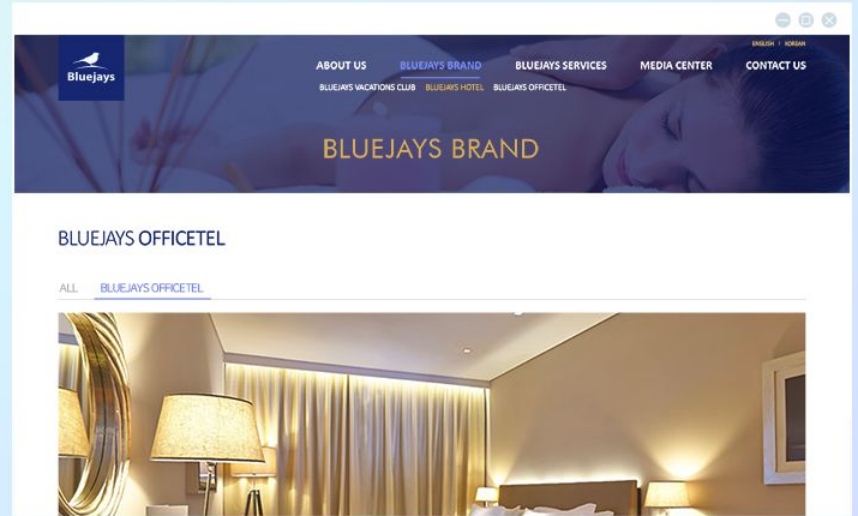 ENGLISH | KOREAN
Bluejays
ABOUT US BLUEJAYS BRAND BLUEJAYS SERVICES MEDIA CENTER CONTACT US
BLUEJAYS VACATIONS CLUB BLUEJAYS HOTEL BLUEJAYS OFFICETEL
BLUEJAYS BRAND
BLUEJAYS OFFICETEL
ALL BLUEJAYS OFFICETEL